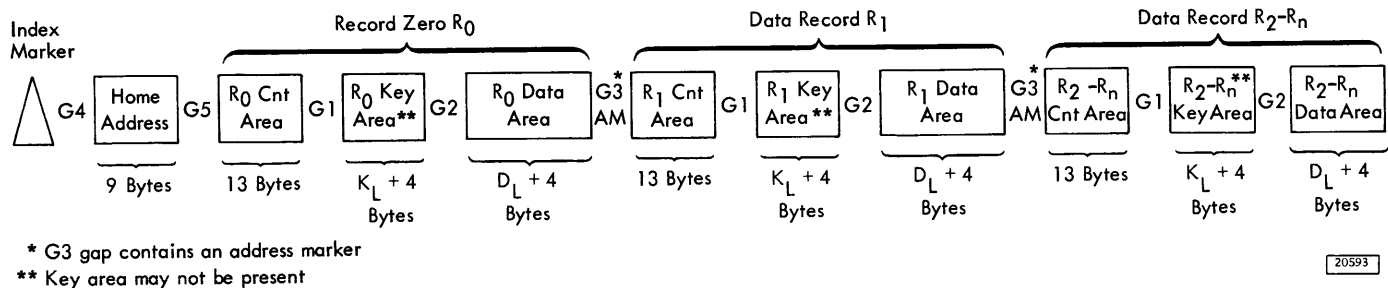 Index Marker
Record Zero R0
Data Record R1
Data Record R2-Rn
G4
Home Address
G5
R0 Cnt Area
G1
R0 Key Area**
G2
R0 Data Area
G3* AM
R1 Cnt Area
G1
R1 Key Area**
G2
R1 Data Area
G3* AM
R2-Rn Cnt Area
G1
R2-Rn** Key Area
G2
R2-Rn Data Area
9 Bytes
13 Bytes
KL + 4 Bytes
DL + 4 Bytes
13 Bytes
KL + 4 Bytes
DL + 4 Bytes
13 Bytes
KL + 4 Bytes
DL + 4 Bytes
* G3 gap contains an address marker
** Key area may not be present
20593